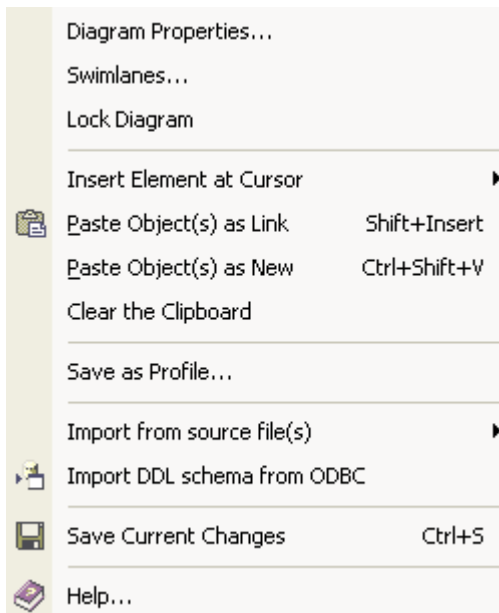 Diagram Properties...
Swimlanes...
Lock Diagram
Insert Element at Cursor
Paste Object(s) as Link Shift+Insert
Paste Object(s) as New Ctrl+Shift+V
Clear the Clipboard
Save as Profile...
Import from source file(s)
Import DDL schema from ODBC
Save Current Changes Ctrl+S
Help...